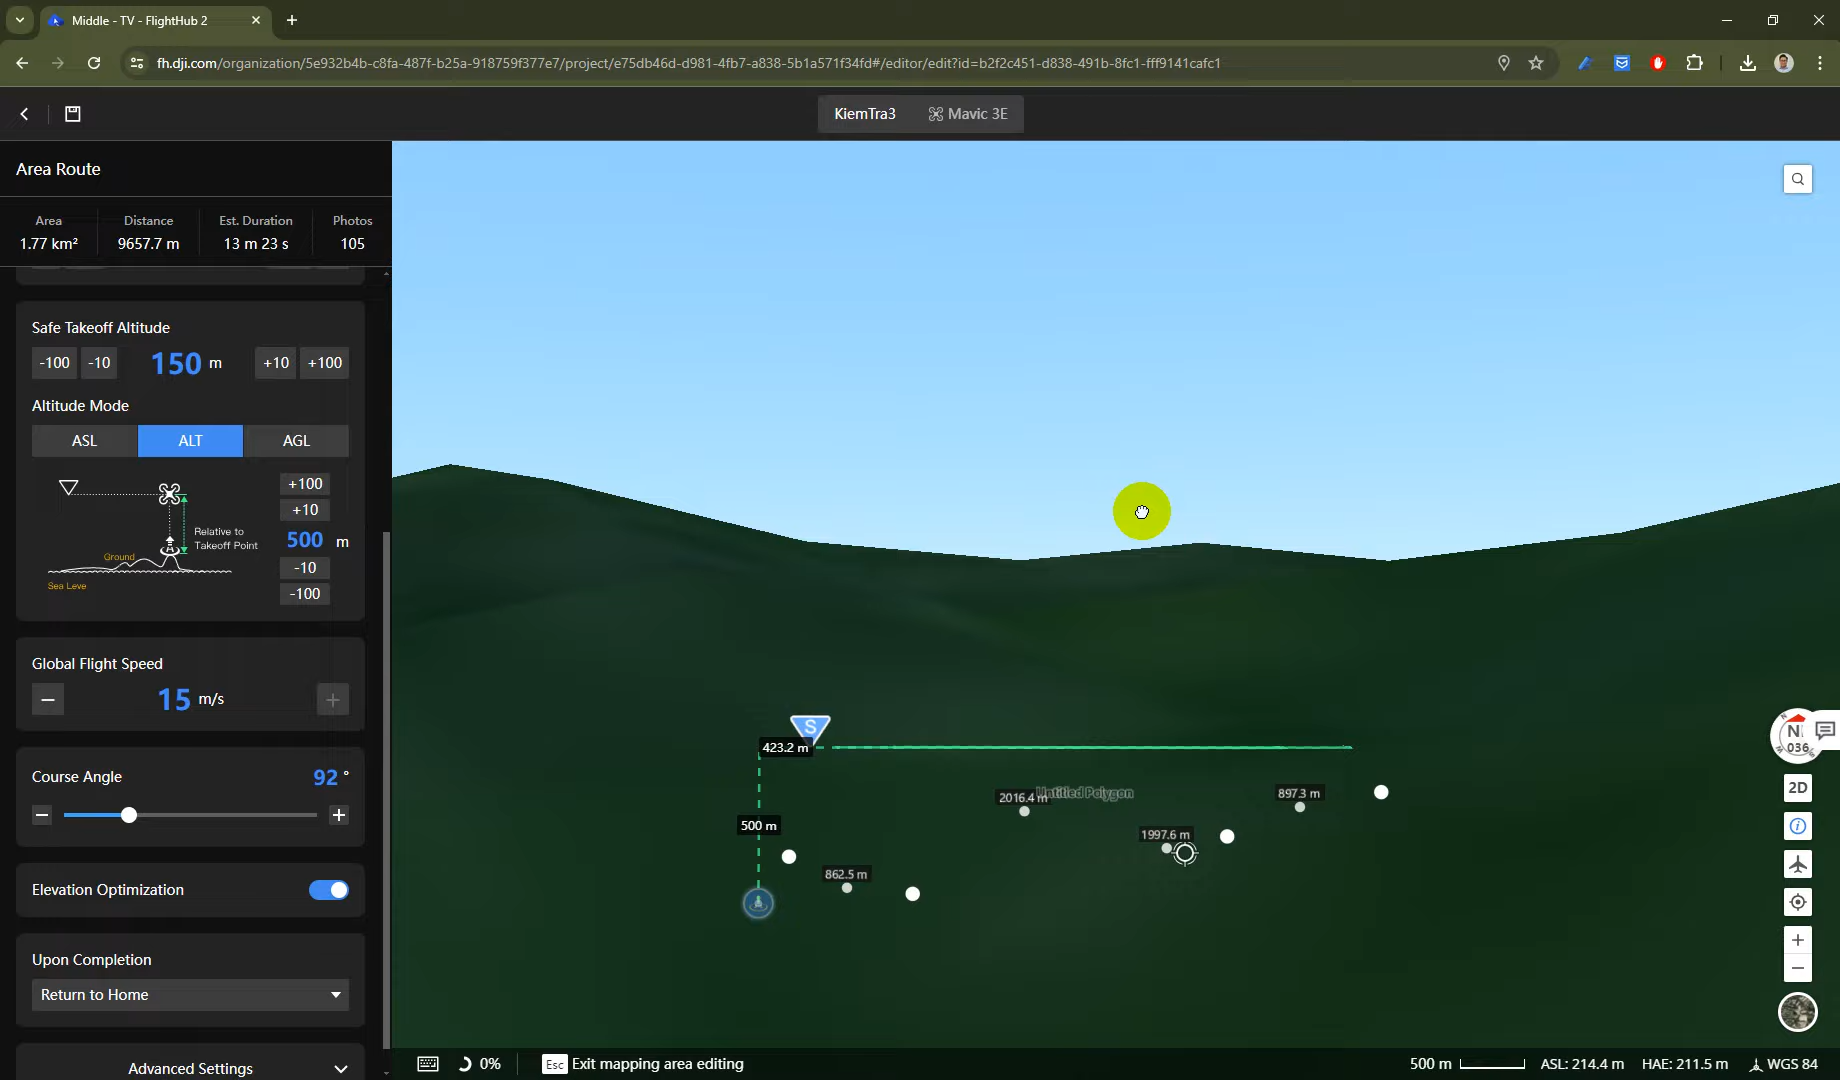 Middle - TV - FlightHub 2
fh.dji.com/organization/5e932b4b-c8fa-487f-b25a-918759f377e7/project/e75db46d-d981-4fb7-a838-5b1a571f34fd#/editor/edit?id=b2f2c451-d838-491b-8fc1-fff9141cafc1
KiemTra3 Mavic 3E
Area Route
Area Distance Est. Duration Photos
1.77 km² 9657.7 m 13 m 23 s 105
Safe Takeoff Altitude
-100 -10 150 m +10 +100
Altitude Mode
ASL ALT AGL
+100
+10
Relative to
Takeoff Point
500 m
Ground
-10
Sea Leve
-100
Global Flight Speed
15 m/s
Course Angle 92 °
Elevation Optimization
Upon Completion
Return to Home
Advanced Settings
S
423.2 m
500 m
862.5 m
2016.4 m
Untitled Polygon
1997.6 m
897.3 m
N
036
2D
0%
Esc Exit mapping area editing
500 m
ASL: 214.4 m HAE: 211.5 m WGS 84